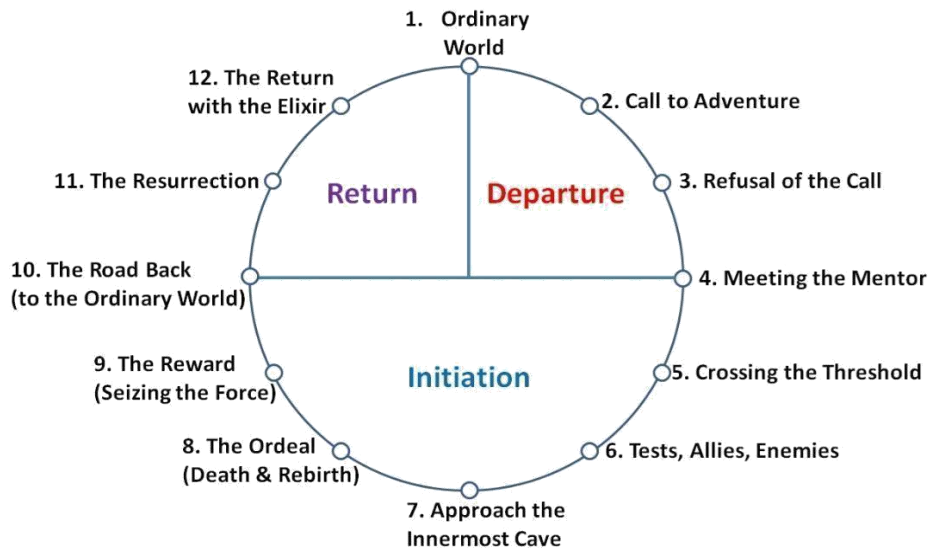 1. Ordinary
World
2. Call to Adventure
3. Refusal of the Call
4. Meeting the Mentor
5. Crossing the Threshold
6. Tests, Allies, Enemies
7. Approach the
Innermost Cave
8. The Ordeal
(Death & Rebirth)
9. The Reward
(Seizing the Force)
10. The Road Back
(to the Ordinary World)
11. The Resurrection
12. The Return
with the Elixir
Return
Departure
Initiation